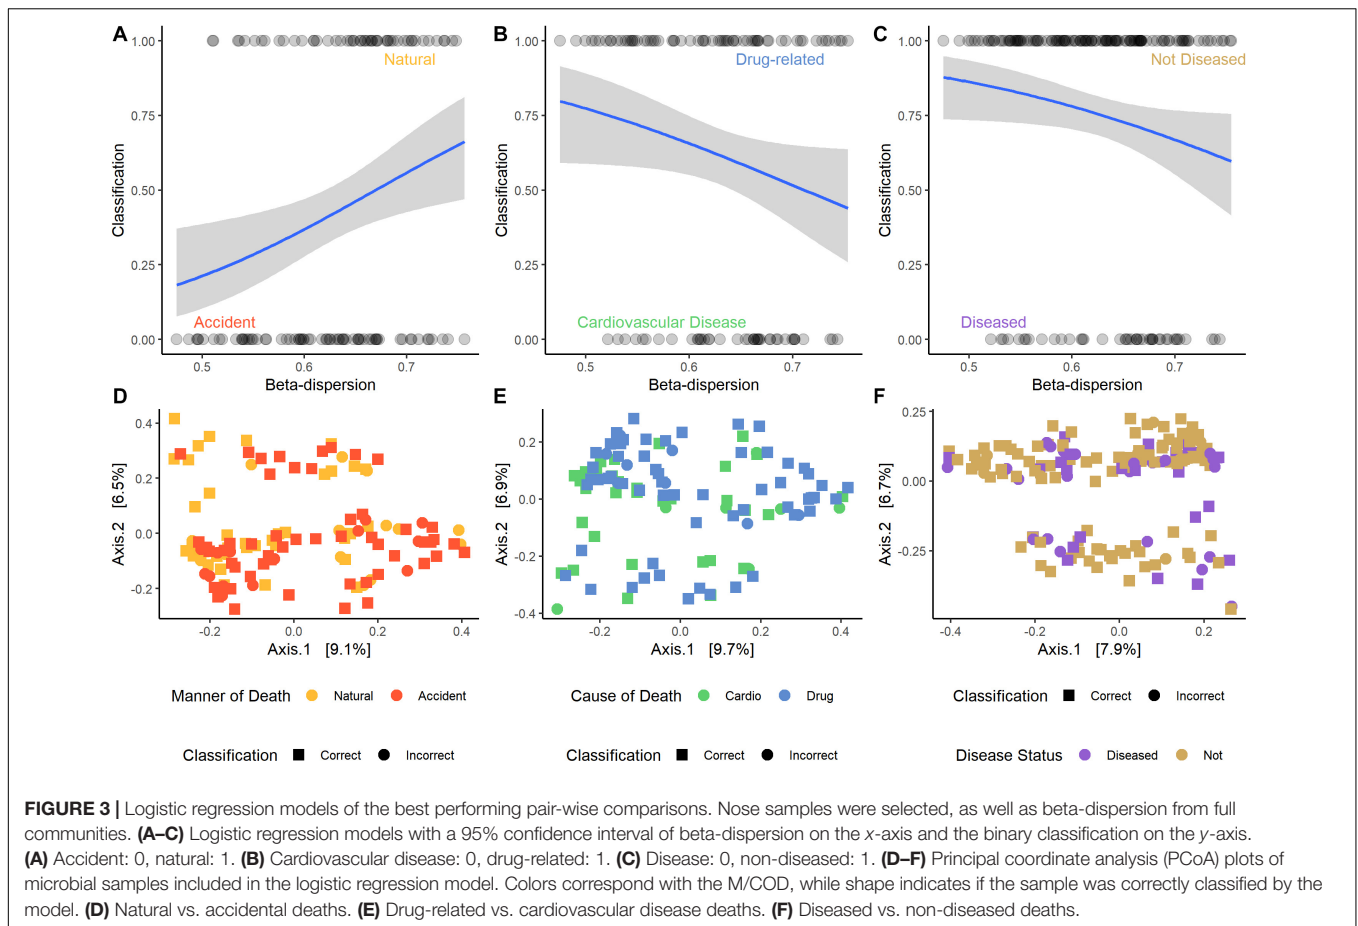 A
1.00
0.75
0.50
0.25
0.00
Classification
Natural
Accident
0.5
0.6
0.7
Beta-dispersion
B
1.00
0.75
0.50
0.25
0.00
Classification
Drug-related
Cardiovascular Disease
0.5
0.6
0.7
Beta-dispersion
C
1.00
0.75
0.50
0.25
0.00
Classification
Not Diseased
Diseased
0.5
0.6
0.7
Beta-dispersion
D
0.4
0.2
0.0
-0.2
Axis.2 [6.5%]
-0.2
0.0
0.2
0.4
Axis.1 [9.1%]
E
0.2
0.0
-0.2
-0.4
Axis.2 [6.9%]
-0.2
0.0
0.2
0.4
Axis.1 [9.7%]
F
0.25
0.00
-0.25
Axis.2 [6.7%]
-0.4
-0.2
0.0
0.2
Axis.1 [7.9%]
Manner of Death Natural Accident
Classification Correct Incorrect
Cause of Death Cardio Drug
Classification Correct Incorrect
Classification Correct Incorrect
Disease Status Diseased Not
FIGURE 3 | Logistic regression models of the best performing pair-wise comparisons. Nose samples were selected, as well as beta-dispersion from full
communities. (A–C) Logistic regression models with a 95% confidence interval of beta-dispersion on the x-axis and the binary classification on the y-axis.
(A) Accident: 0, natural: 1. (B) Cardiovascular disease: 0, drug-related: 1. (C) Disease: 0, non-diseased: 1. (D–F) Principal coordinate analysis (PCoA) plots of
microbial samples included in the logistic regression model. Colors correspond with the M/COD, while shape indicates if the sample was correctly classified by the
model. (D) Natural vs. accidental deaths. (E) Drug-related vs. cardiovascular disease deaths. (F) Diseased vs. non-diseased deaths.